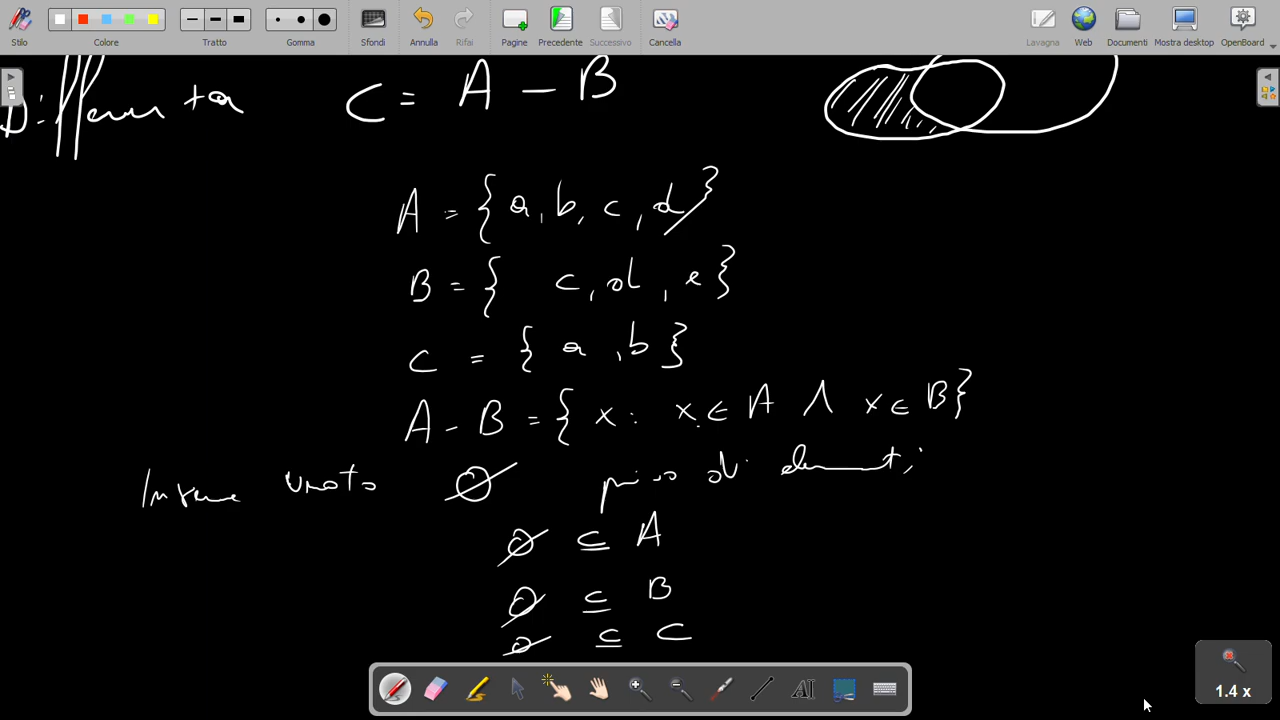 Stilo Colore Tratto Gomma Sfondi Annulla Rifai Pagine Precedente Successivo Cancella Lavagna Web Documenti Mostra desktop OpenBoard
Differenza C = A - B
A = { a, b, c, d }
B = { c, d, e }
C = { a, b }
A - B = { x : x ∈ A ∧ x ∈ B }
Insieme vuoto ∅ privo di elementi
∅ ⊆ A
∅ ⊆ B
∅ ⊆ C
1.4 x